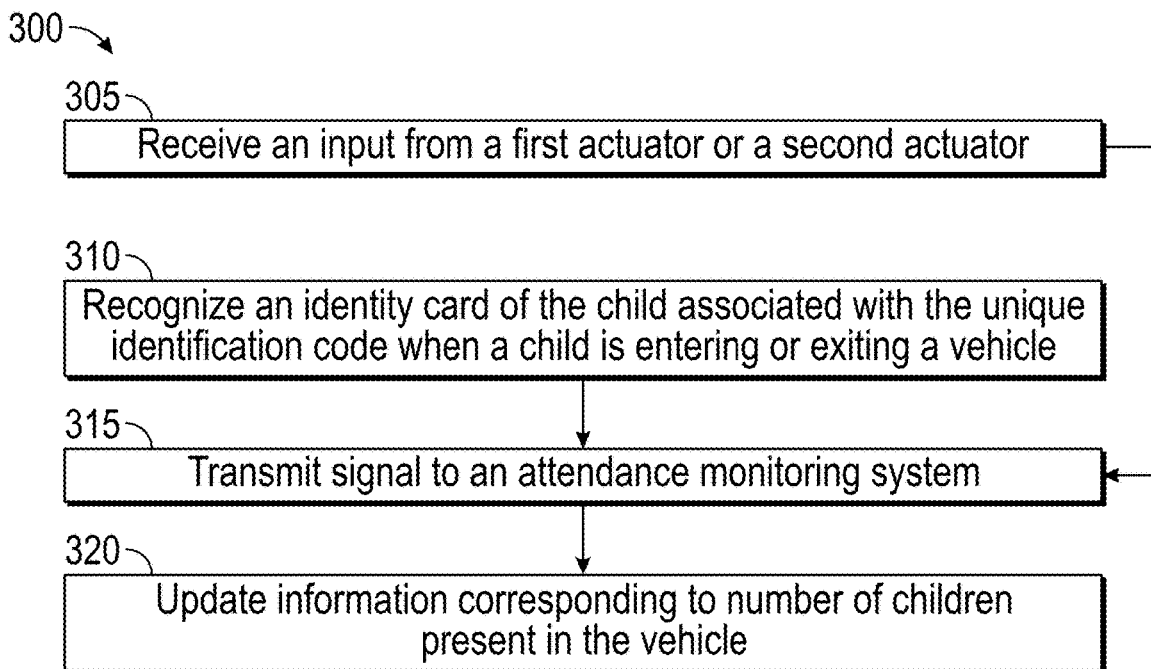 300
305
Receive an input from a first actuator or a second actuator
310
Recognize an identity card of the child associated with the unique
identification code when a child is entering or exiting a vehicle
315
Transmit signal to an attendance monitoring system
320
Update information corresponding to number of children
present in the vehicle